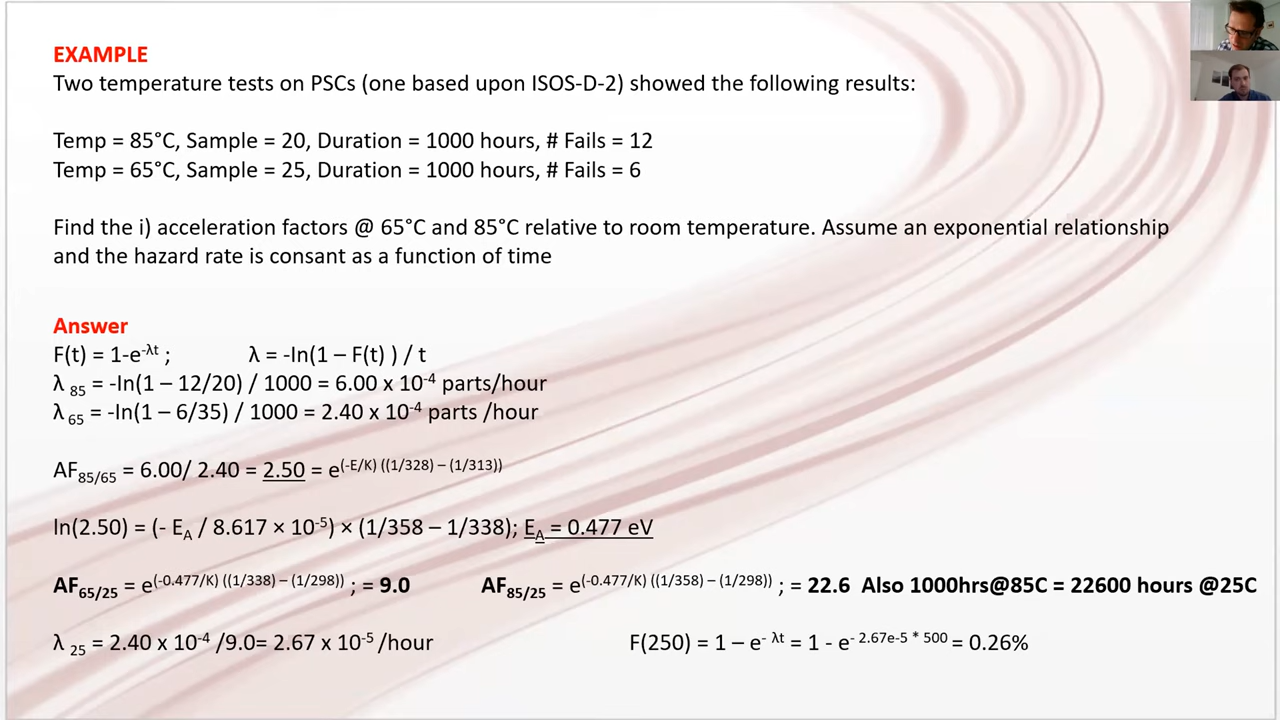 EXAMPLE
Two temperature tests on PSCs (one based upon ISOS-D-2) showed the following results:
Temp = 85°C, Sample = 20, Duration = 1000 hours, # Fails = 12
Temp = 65°C, Sample = 25, Duration = 1000 hours, # Fails = 6
Find the i) acceleration factors @ 65°C and 85°C relative to room temperature. Assume an exponential relationship
and the hazard rate is consant as a function of time
Answer
F(t) = 1-e^-λt ; λ = -ln(1 – F(t) ) / t
λ 85 = -ln(1 – 12/20) / 1000 = 6.00 x 10^-4 parts/hour
λ 65 = -ln(1 – 6/35) / 1000 = 2.40 x 10^-4 parts /hour
AF85/65 = 6.00/ 2.40 = 2.50 = e^(-E/K) ((1/328) – (1/313))
ln(2.50) = (- EA / 8.617 × 10^-5) × (1/358 – 1/338); EA = 0.477 eV
AF65/25 = e^(-0.477/K) ((1/338) – (1/298)) ; = 9.0 AF85/25 = e^(-0.477/K) ((1/358) – (1/298)) ; = 22.6 Also 1000hrs@85C = 22600 hours @25C
λ 25 = 2.40 x 10^-4 /9.0= 2.67 x 10^-5 /hour F(250) = 1 – e^- λt = 1 - e^- 2.67e-5 * 500 = 0.26%